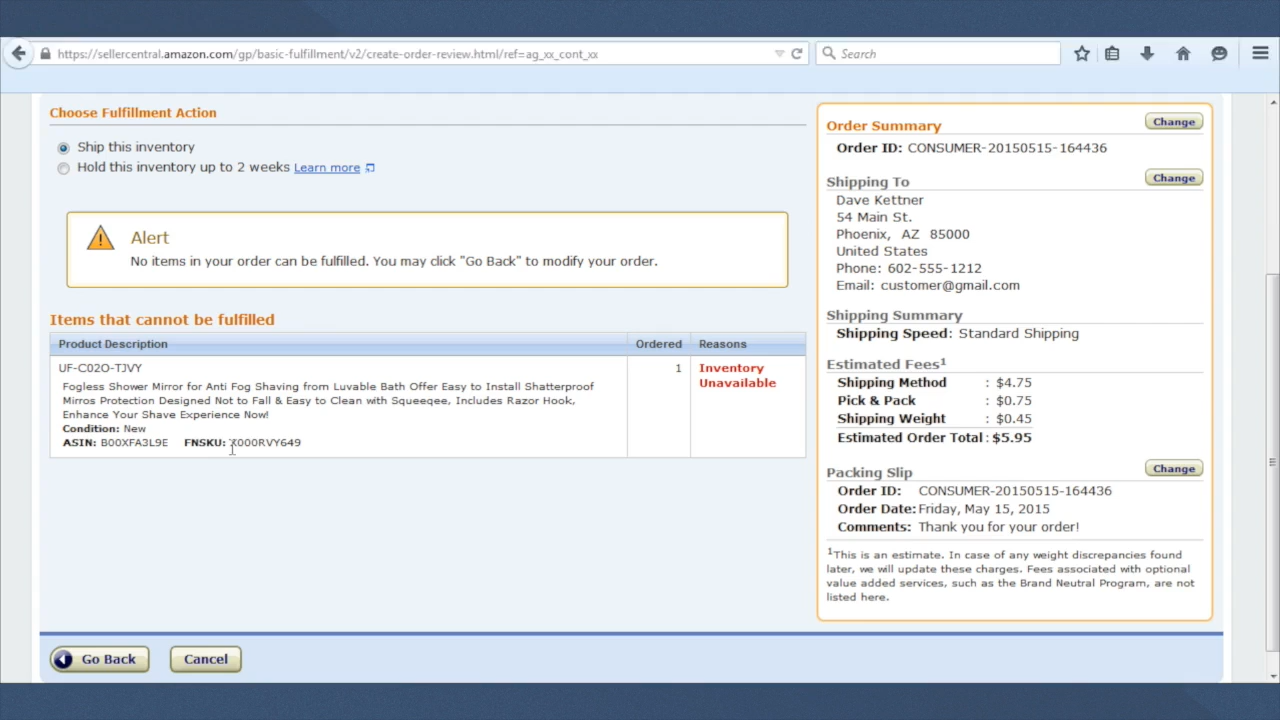 https://sellercentral.amazon.com/gp/basic-fulfillment/v2/create-order-review.html/ref=ag_xx_cont_xx
Search
Choose Fulfillment Action
Ship this inventory
Hold this inventory up to 2 weeks Learn more
Alert
No items in your order can be fulfilled. You may click "Go Back" to modify your order.
Items that cannot be fulfilled
Product Description Ordered Reasons
UF-C02O-TJVY 1 Inventory
Unavailable
Fogless Shower Mirror for Anti Fog Shaving from Luvable Bath Offer Easy to Install Shatterproof
Mirros Protection Designed Not to Fall & Easy to Clean with Squeeqee, Includes Razor Hook,
Enhance Your Shave Experience Now!
Condition: New
ASIN: B00XFA3L9E FNSKU: X000RVY649
Go Back Cancel
Order Summary Change
Order ID: CONSUMER-20150515-164436
Shipping To Change
Dave Kettner
54 Main St.
Phoenix, AZ 85000
United States
Phone: 602-555-1212
Email: customer@gmail.com
Shipping Summary
Shipping Speed: Standard Shipping
Estimated Fees1
Shipping Method : $4.75
Pick & Pack : $0.75
Shipping Weight : $0.45
Estimated Order Total : $5.95
Packing Slip Change
Order ID: CONSUMER-20150515-164436
Order Date: Friday, May 15, 2015
Comments: Thank you for your order!
1This is an estimate. In case of any weight discrepancies found
later, we will update these charges. Fees associated with optional
value added services, such as the Brand Neutral Program, are not
listed here.